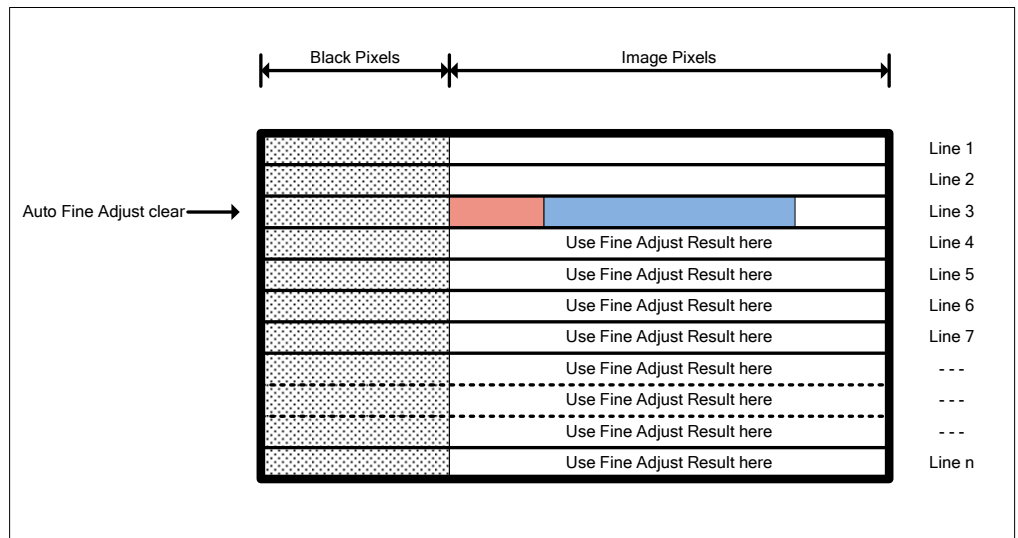 Black Pixels Image Pixels
Line 1
Line 2
Auto Fine Adjust clear Line 3
Use Fine Adjust Result here Line 4
Use Fine Adjust Result here Line 5
Use Fine Adjust Result here Line 6
Use Fine Adjust Result here Line 7
Use Fine Adjust Result here - - -
Use Fine Adjust Result here - - -
Use Fine Adjust Result here - - -
Use Fine Adjust Result here Line n